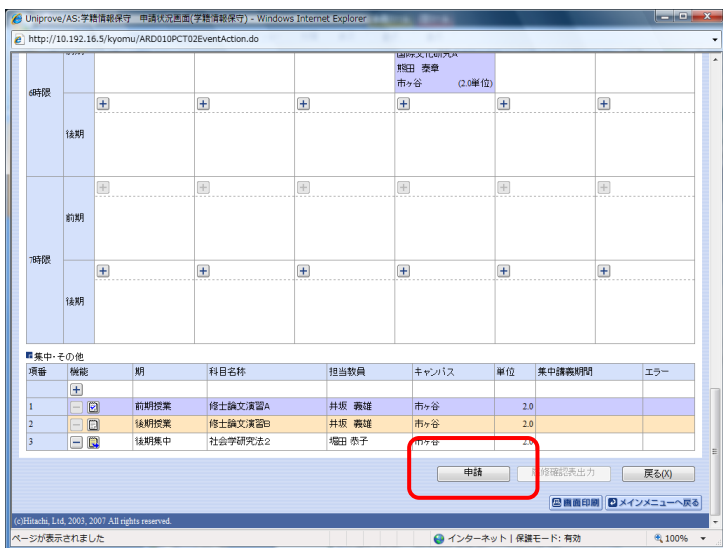 Uniprove/AS:学籍情報保守 申請状況画面(学籍情報保守) - Windows Internet Explorer
http://10.192.16.5/kyomu/ARD010PCT02EventAction.do
国際文化研究A
熊田 泰章
市ヶ谷 (2.0単位)
6時限
後期
前期
7時限
後期
集中・その他
項番 機能 期 科目名称 担当教員 キャンパス 単位 集中講義期間 エラー
1 前期授業 修士論文演習A 井坂 義雄 市ヶ谷 2.0
2 後期授業 修士論文演習B 井坂 義雄 市ヶ谷 2.0
3 後期集中 社会学研究法2 堀田 恭子 市ヶ谷 2.0
申請 履修確認表出力 戻る(X)
画面印刷 メインメニューへ戻る
(c)Hitachi, Ltd, 2003, 2007 All rights reserved.
ページが表示されました インターネット | 保護モード: 有効 100%